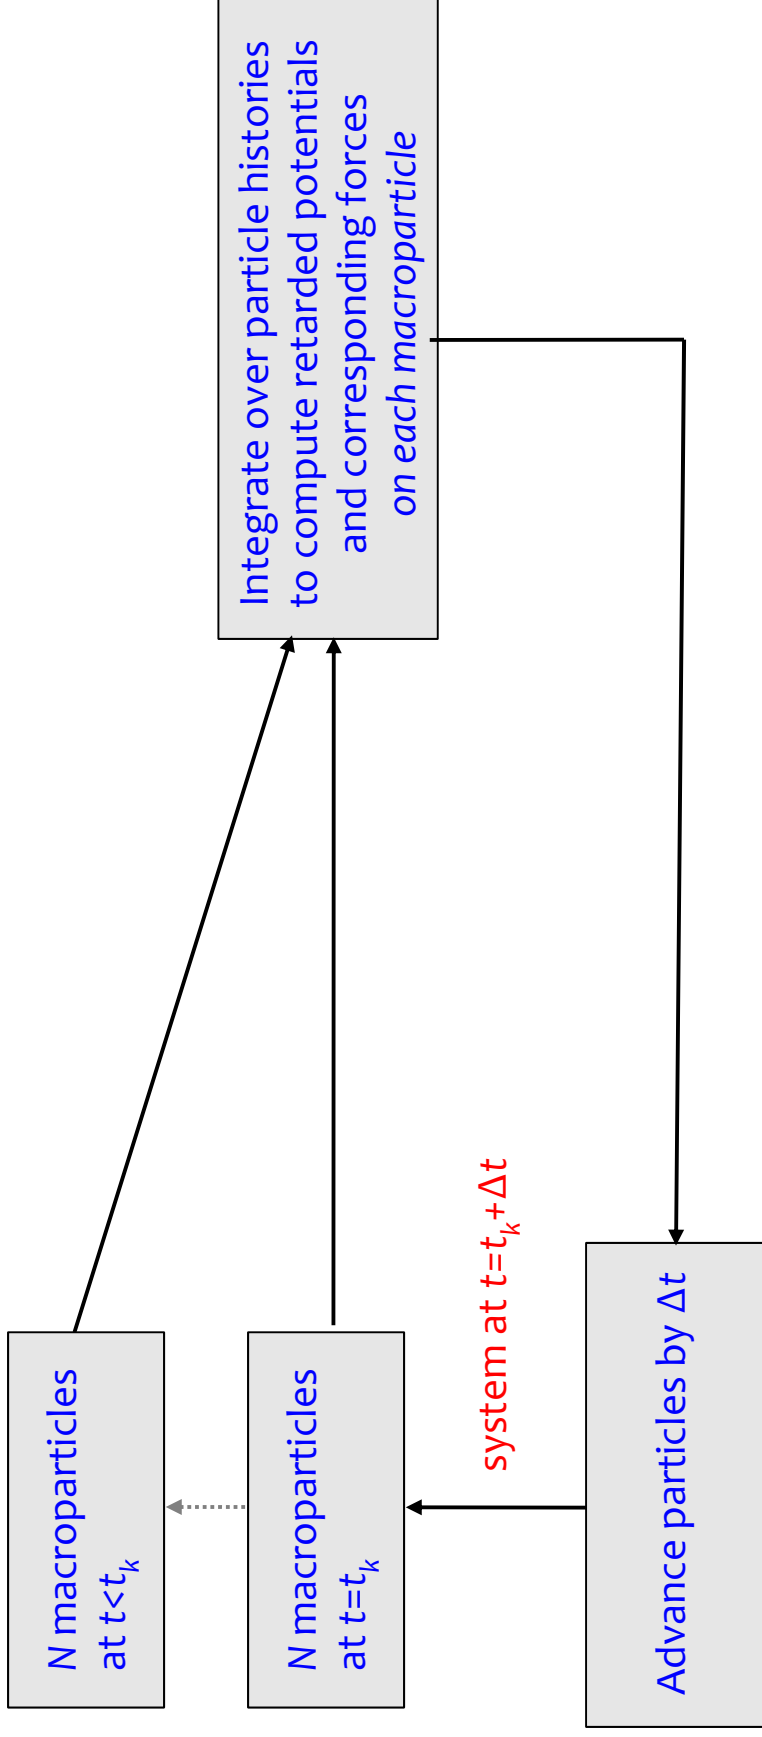 N macroparticles
at t<tₖ
N macroparticles
at t=tₖ
Integrate over particle histories
to compute retarded potentials
and corresponding forces
on each macroparticle
system at t=tₖ+Δt
Advance particles by Δt